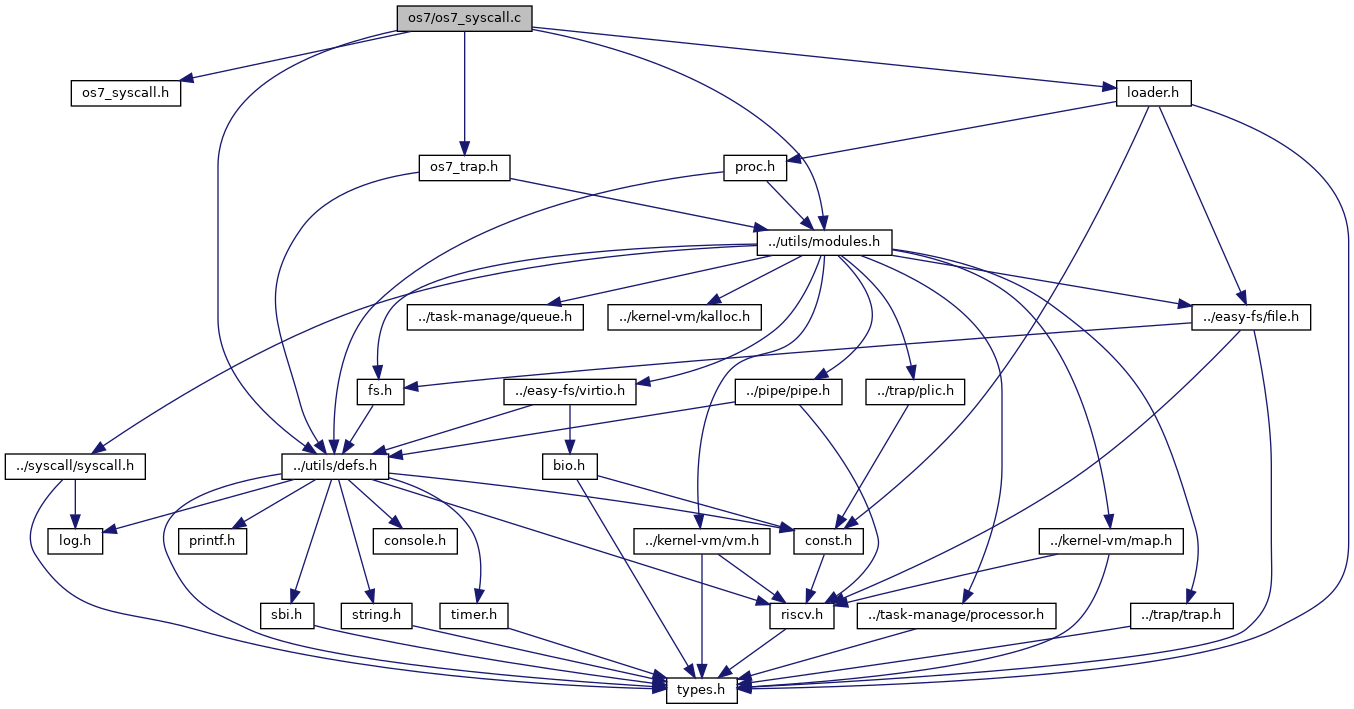 os7/os7_syscall.c
os7_syscall.h
loader.h
os7_trap.h
proc.h
../utils/modules.h
../task-manage/queue.h
../kernel-vm/kalloc.h
../easy-fs/file.h
fs.h
../easy-fs/virtio.h
../pipe/pipe.h
../trap/plic.h
../syscall/syscall.h
../utils/defs.h
bio.h
log.h
printf.h
console.h
../kernel-vm/vm.h
const.h
../kernel-vm/map.h
sbi.h
string.h
timer.h
riscv.h
../task-manage/processor.h
../trap/trap.h
types.h